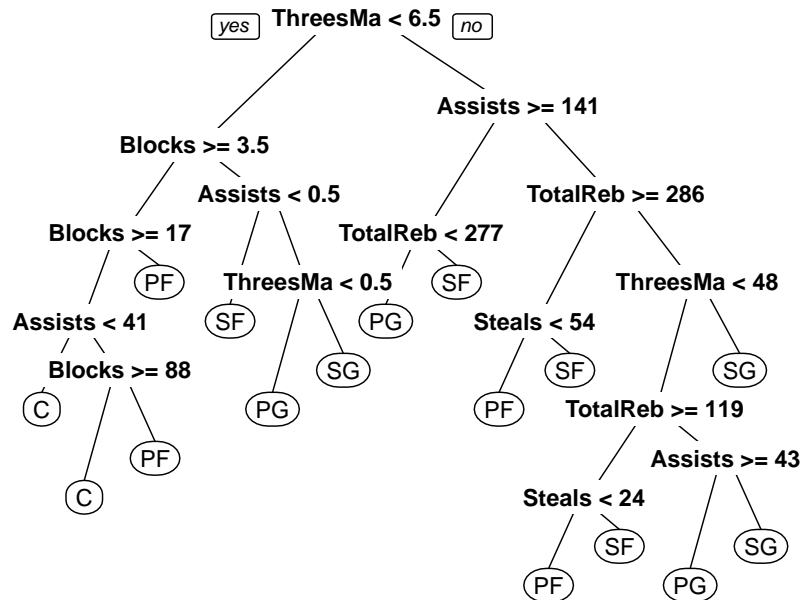 yes ThreesMa < 6.5 no
Assists >= 141
Blocks >= 3.5
Assists < 0.5 TotalReb >= 286
Blocks >= 17 TotalReb < 277
PF ThreesMa < 0.5 SF ThreesMa < 48
Assists < 41 SF PG Steals < 54
Blocks >= 88 SG SF SG
C PG PF TotalReb >= 119
PF Assists >= 43
C Steals < 24
SF SG
PF PG